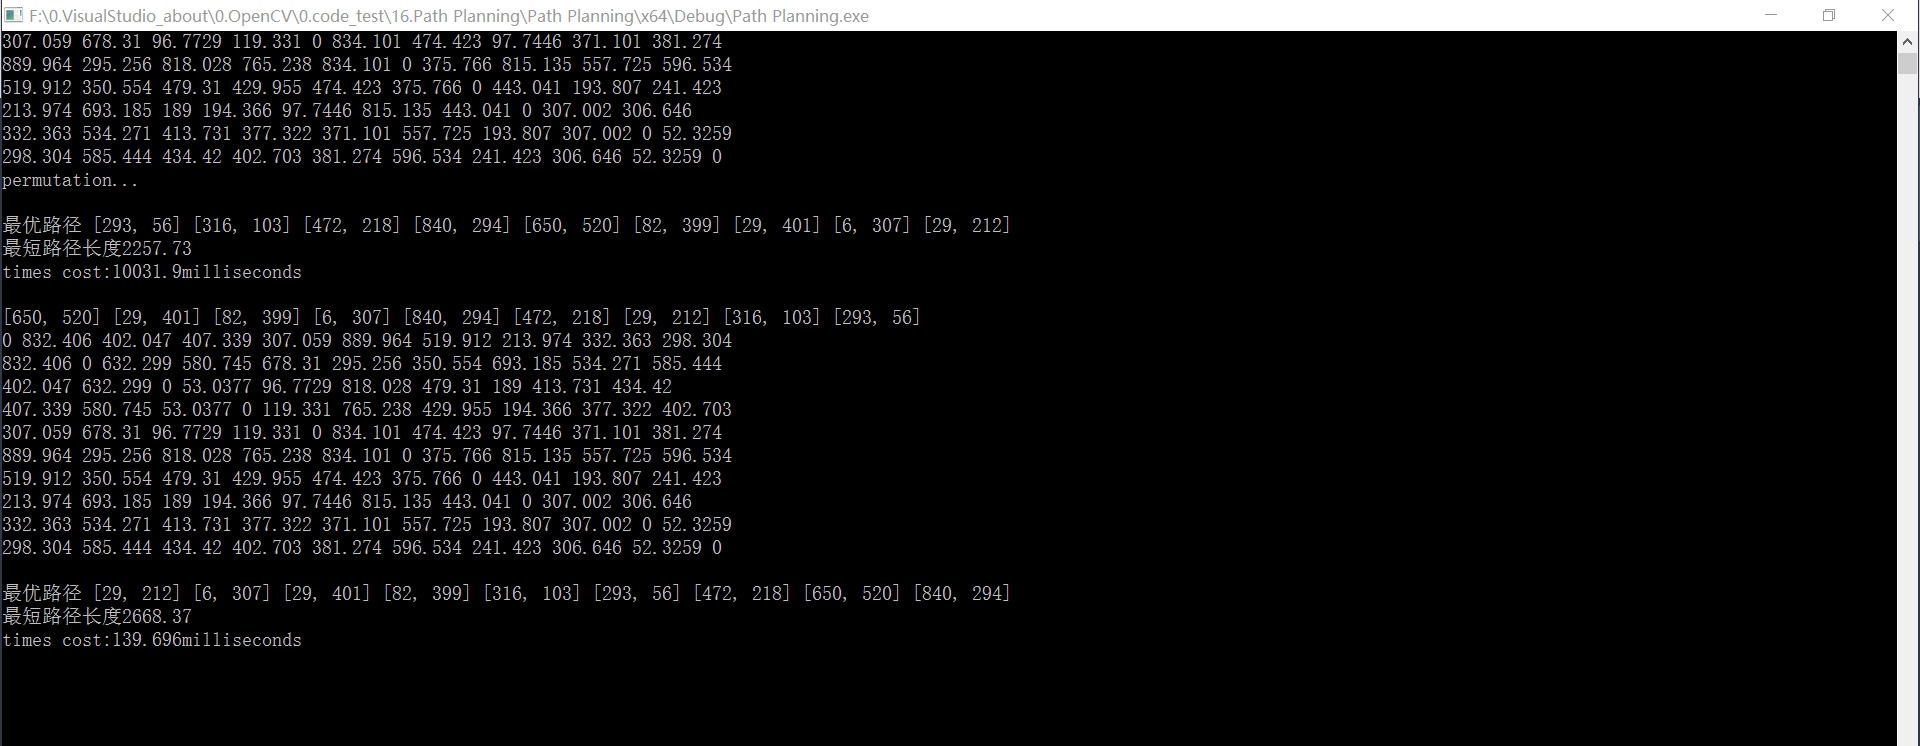 F:\0.VisualStudio_about\0.OpenCV\0.code_test\16.Path Planning\Path Planning\x64\Debug\Path Planning.exe
307.059 678.31 96.7729 119.331 0 834.101 474.423 97.7446 371.101 381.274
889.964 295.256 818.028 765.238 834.101 0 375.766 815.135 557.725 596.534
519.912 350.554 479.31 429.955 474.423 375.766 0 443.041 193.807 241.423
213.974 693.185 189 194.366 97.7446 815.135 443.041 0 307.002 306.646
332.363 534.271 413.731 377.322 371.101 557.725 193.807 307.002 0 52.3259
298.304 585.444 434.42 402.703 381.274 596.534 241.423 306.646 52.3259 0
permutation...
最优路径 [293, 56] [316, 103] [472, 218] [840, 294] [650, 520] [82, 399] [29, 401] [6, 307] [29, 212]
最短路径长度2257.73
times cost:10031.9milliseconds
[650, 520] [29, 401] [82, 399] [6, 307] [840, 294] [472, 218] [29, 212] [316, 103] [293, 56]
0 832.406 402.047 407.339 307.059 889.964 519.912 213.974 332.363 298.304
832.406 0 632.299 580.745 678.31 295.256 350.554 693.185 534.271 585.444
402.047 632.299 0 53.0377 96.7729 818.028 479.31 189 413.731 434.42
407.339 580.745 53.0377 0 119.331 765.238 429.955 194.366 377.322 402.703
307.059 678.31 96.7729 119.331 0 834.101 474.423 97.7446 371.101 381.274
889.964 295.256 818.028 765.238 834.101 0 375.766 815.135 557.725 596.534
519.912 350.554 479.31 429.955 474.423 375.766 0 443.041 193.807 241.423
213.974 693.185 189 194.366 97.7446 815.135 443.041 0 307.002 306.646
332.363 534.271 413.731 377.322 371.101 557.725 193.807 307.002 0 52.3259
298.304 585.444 434.42 402.703 381.274 596.534 241.423 306.646 52.3259 0
最优路径 [29, 212] [6, 307] [29, 401] [82, 399] [316, 103] [293, 56] [472, 218] [650, 520] [840, 294]
最短路径长度2668.37
times cost:139.696milliseconds